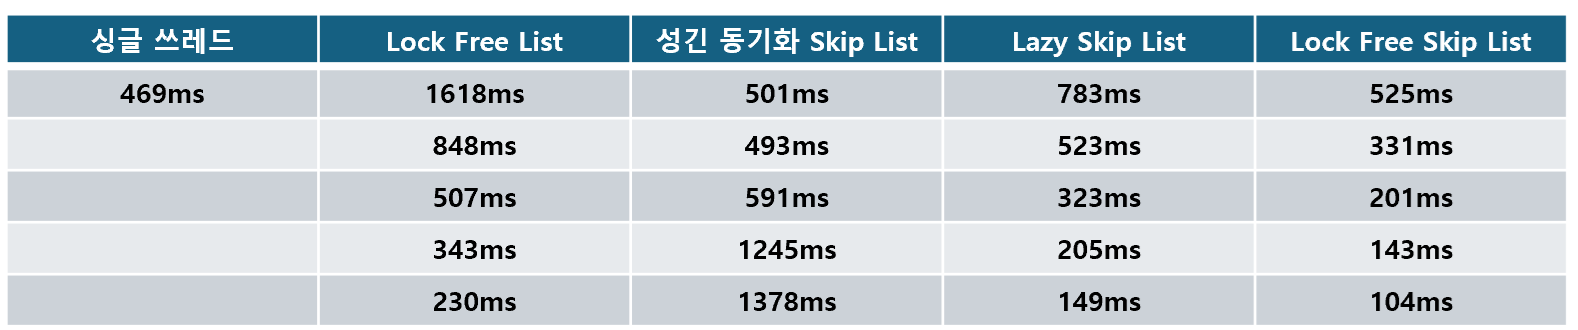 싱글 쓰레드 Lock Free List 성긴 동기화 Skip List Lazy Skip List Lock Free Skip List
469ms 1618ms 501ms 783ms 525ms
848ms 493ms 523ms 331ms
507ms 591ms 323ms 201ms
343ms 1245ms 205ms 143ms
230ms 1378ms 149ms 104ms